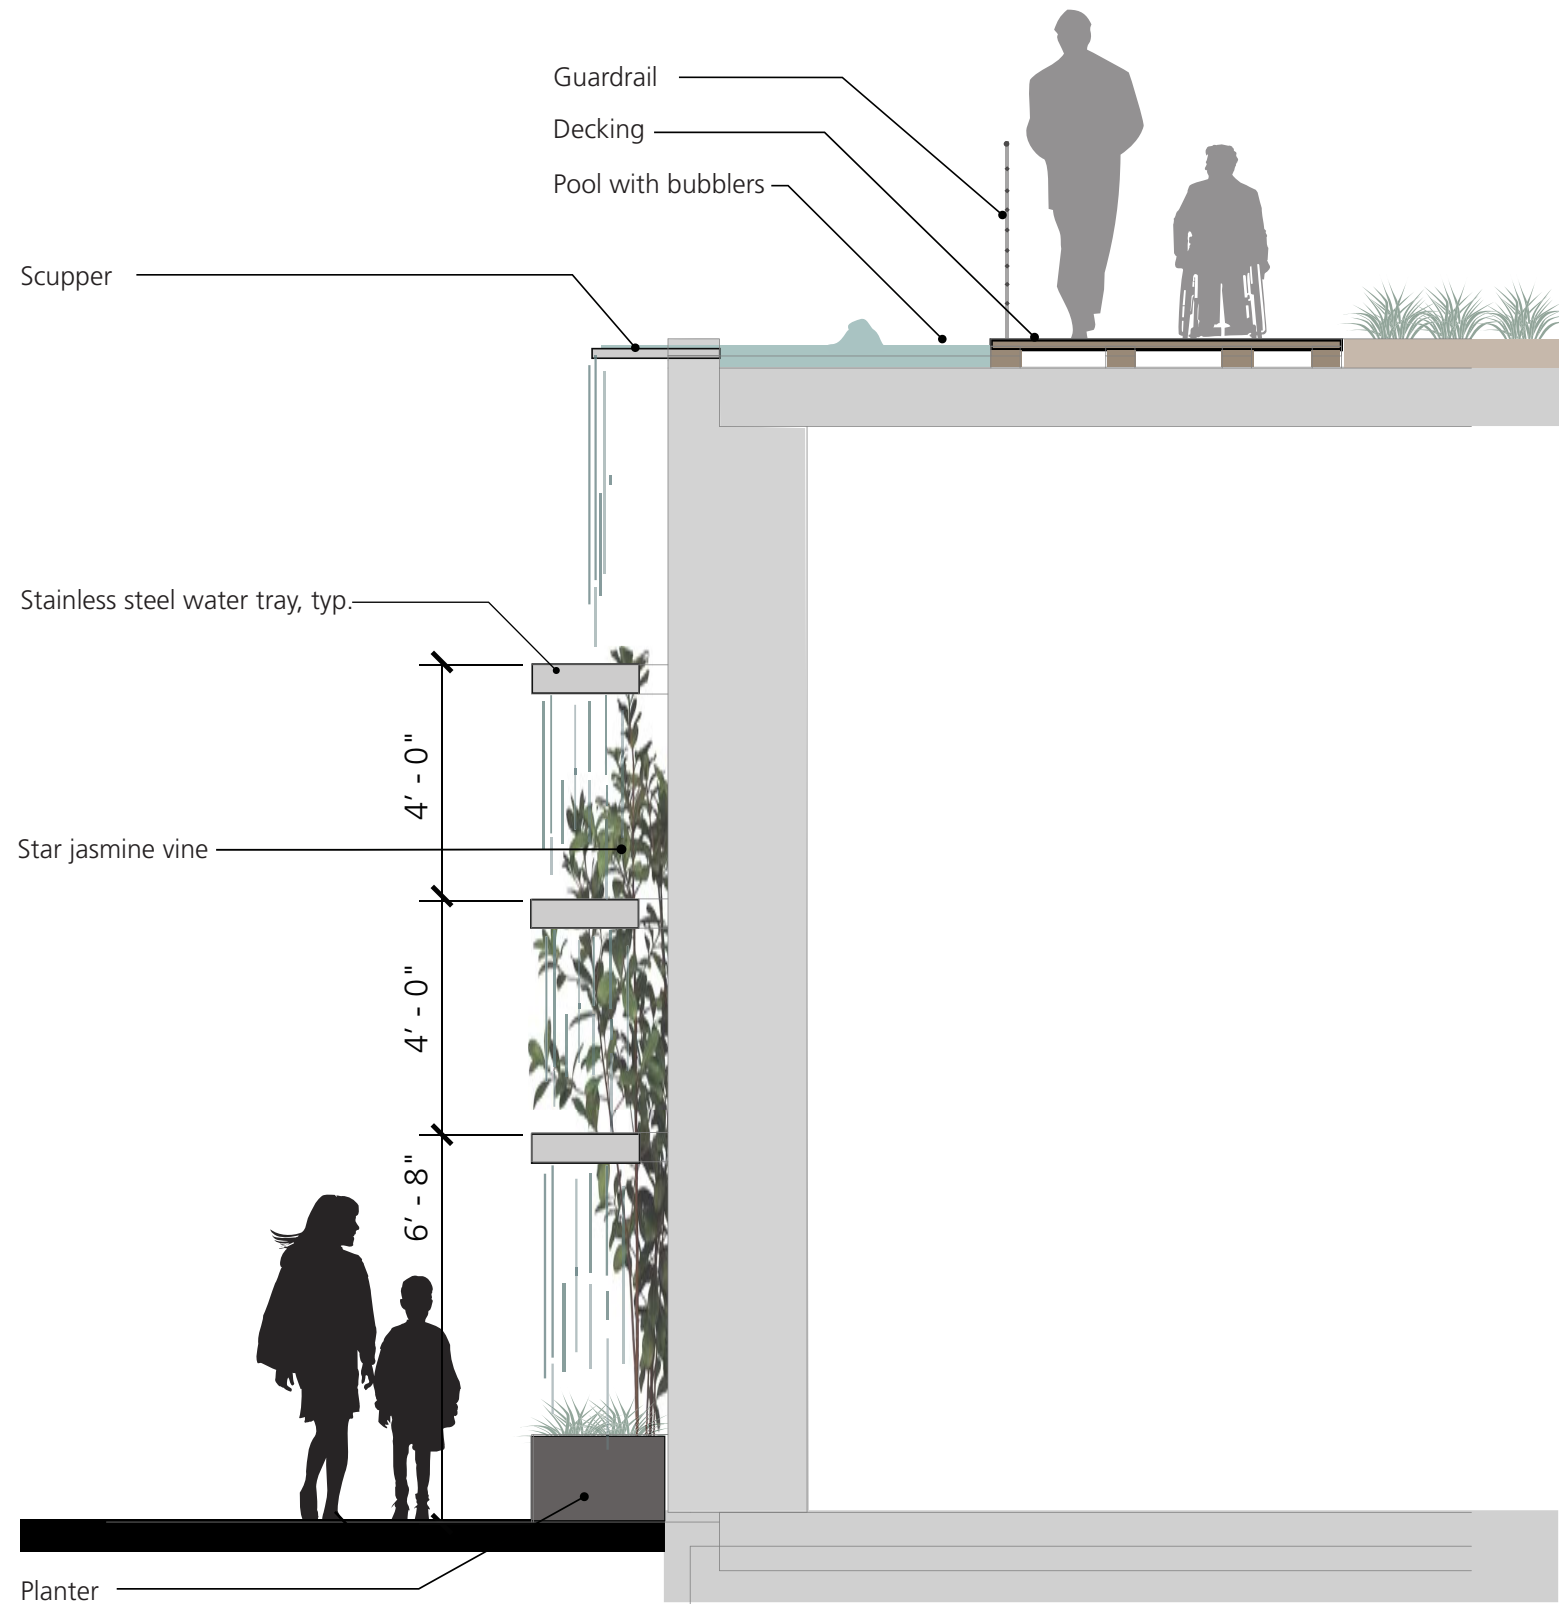 Guardrail
Decking
Pool with bubblers
Scupper
Stainless steel water tray, typ.
4' - 0"
Star jasmine vine
4' - 0"
6' - 8"
Planter